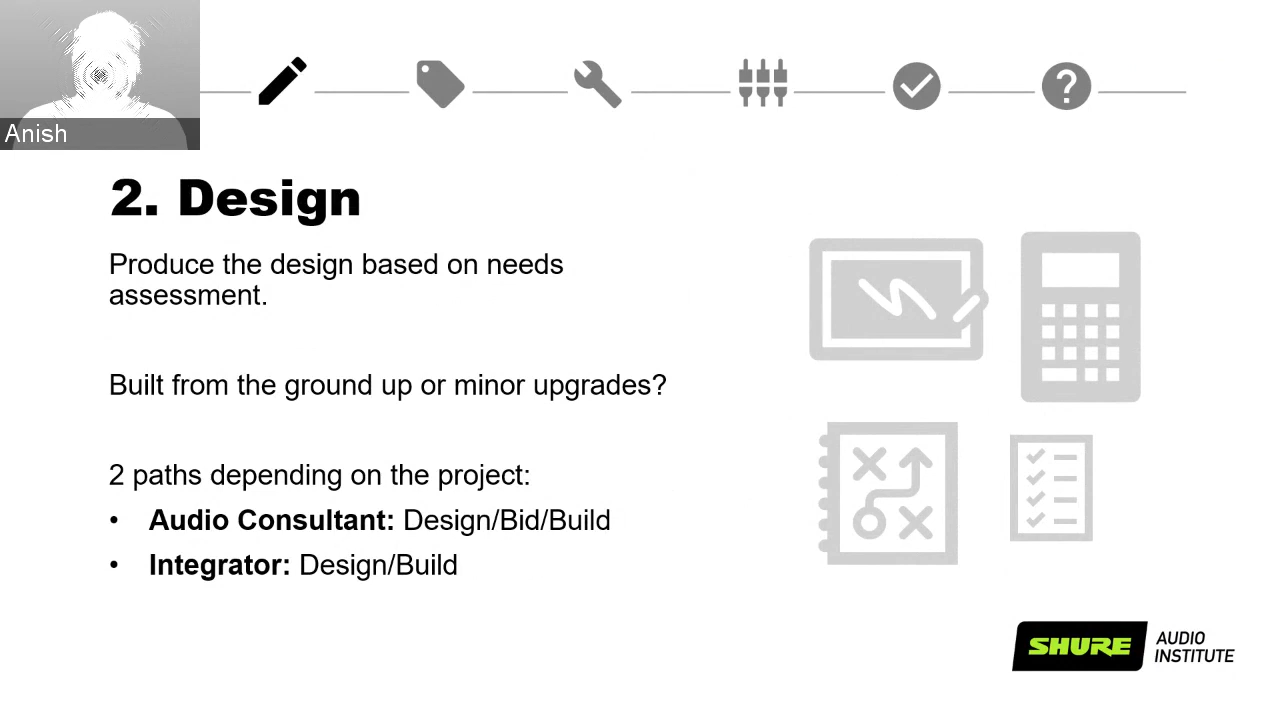 Anish
2. Design
Produce the design based on needs
assessment.
Built from the ground up or minor upgrades?
2 paths depending on the project:
• Audio Consultant: Design/Bid/Build
• Integrator: Design/Build
SHURE AUDIO
INSTITUTE